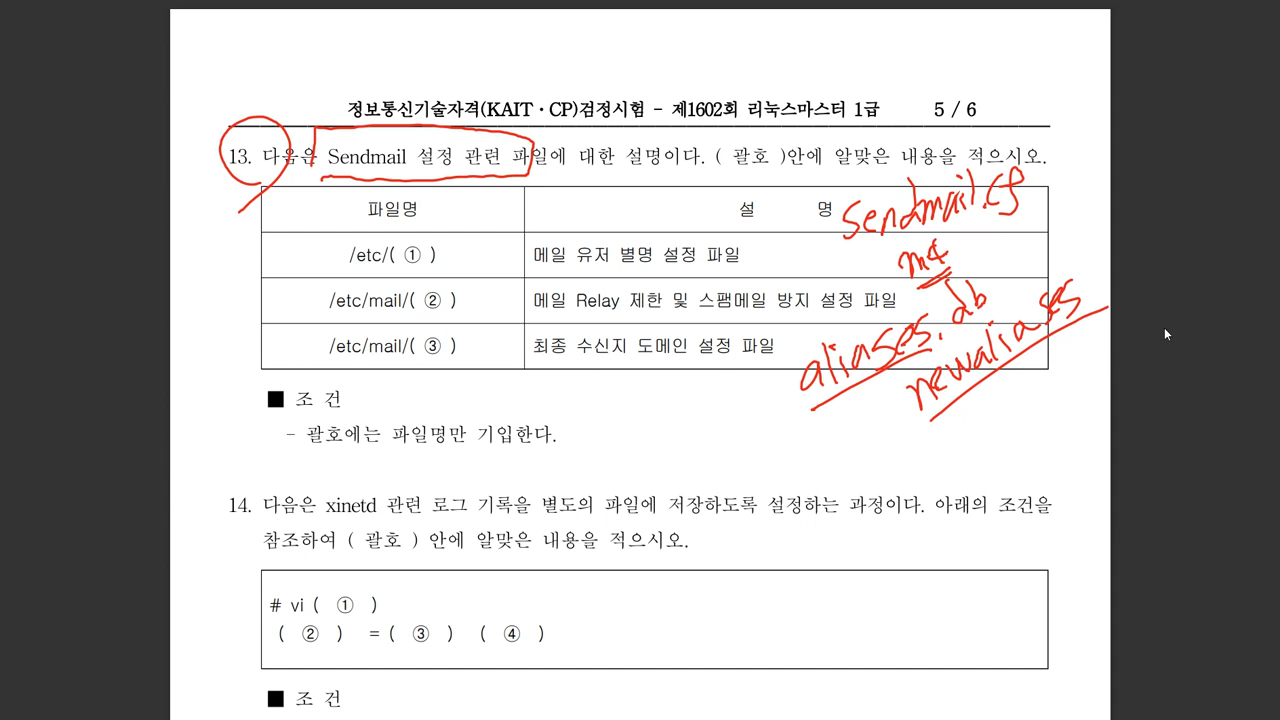 정보통신기술자격(KAIT・CP)검정시험 - 제1602회 리눅스마스터 1급 5 / 6
13. 다음은 Sendmail 설정 관련 파일에 대한 설명이다. ( 괄호 )안에 알맞은 내용을 적으시오.
파일명 설 명
sendmail.cf
/etc/( ① ) 메일 유저 별명 설정 파일
m4
/etc/mail/( ② ) 메일 Relay 제한 및 스팸메일 방지 설정 파일
/etc/mail/( ③ ) 최종 수신지 도메인 설정 파일
aliases.db
newaliases
■ 조 건
- 괄호에는 파일명만 기입한다.
14. 다음은 xinetd 관련 로그 기록을 별도의 파일에 저장하도록 설정하는 과정이다. 아래의 조건을
참조하여 ( 괄호 ) 안에 알맞은 내용을 적으시오.
# vi ( ① )
( ② ) = ( ③ ) ( ④ )
■ 조 건